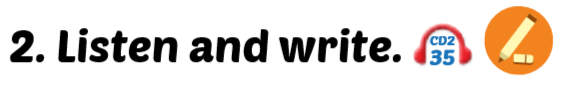 2. Listen and write. CD2
35